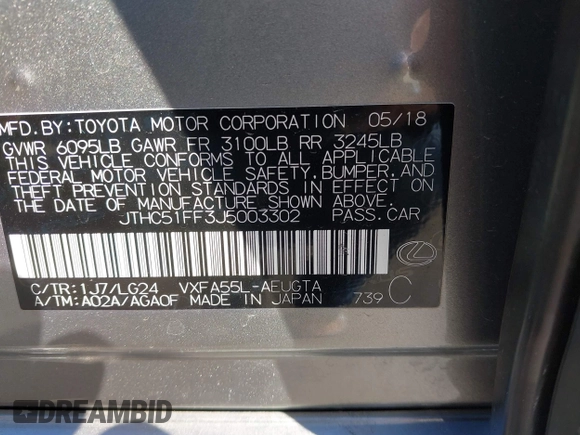 MFD.BY:TOYOTA MOTOR CORPORATION 05/18
GVWR 6095LB GAWR FR 3100LB RR 3245LB
THIS VEHICLE CONFORMS TO ALL APPLICABLE
FEDERAL MOTOR VEHICLE SAFETY,BUMPER,AND
THEFT PREVENTION STANDARDS IN EFFECT ON
THE DATE OF MANUFACTURE SHOWN ABOVE.
JTHC51FF3J5003302 PASS.CAR
C/TR:1J7/LG24 VXFA55L-AEUGTA
A/TM:A02A/AGA0F MADE IN JAPAN 739 C
DREAMBID